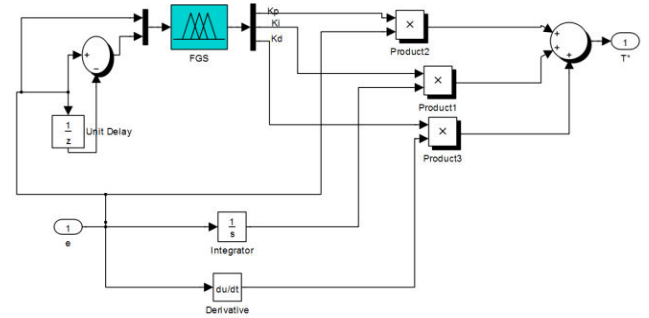 Kp
Ki
Kd
FGS
×
Product2
+
+
+
1
T*
+
−
×
Product1
1
z
Unit Delay
×
Product3
1
e
1
s
Integrator
du/dt
Derivative